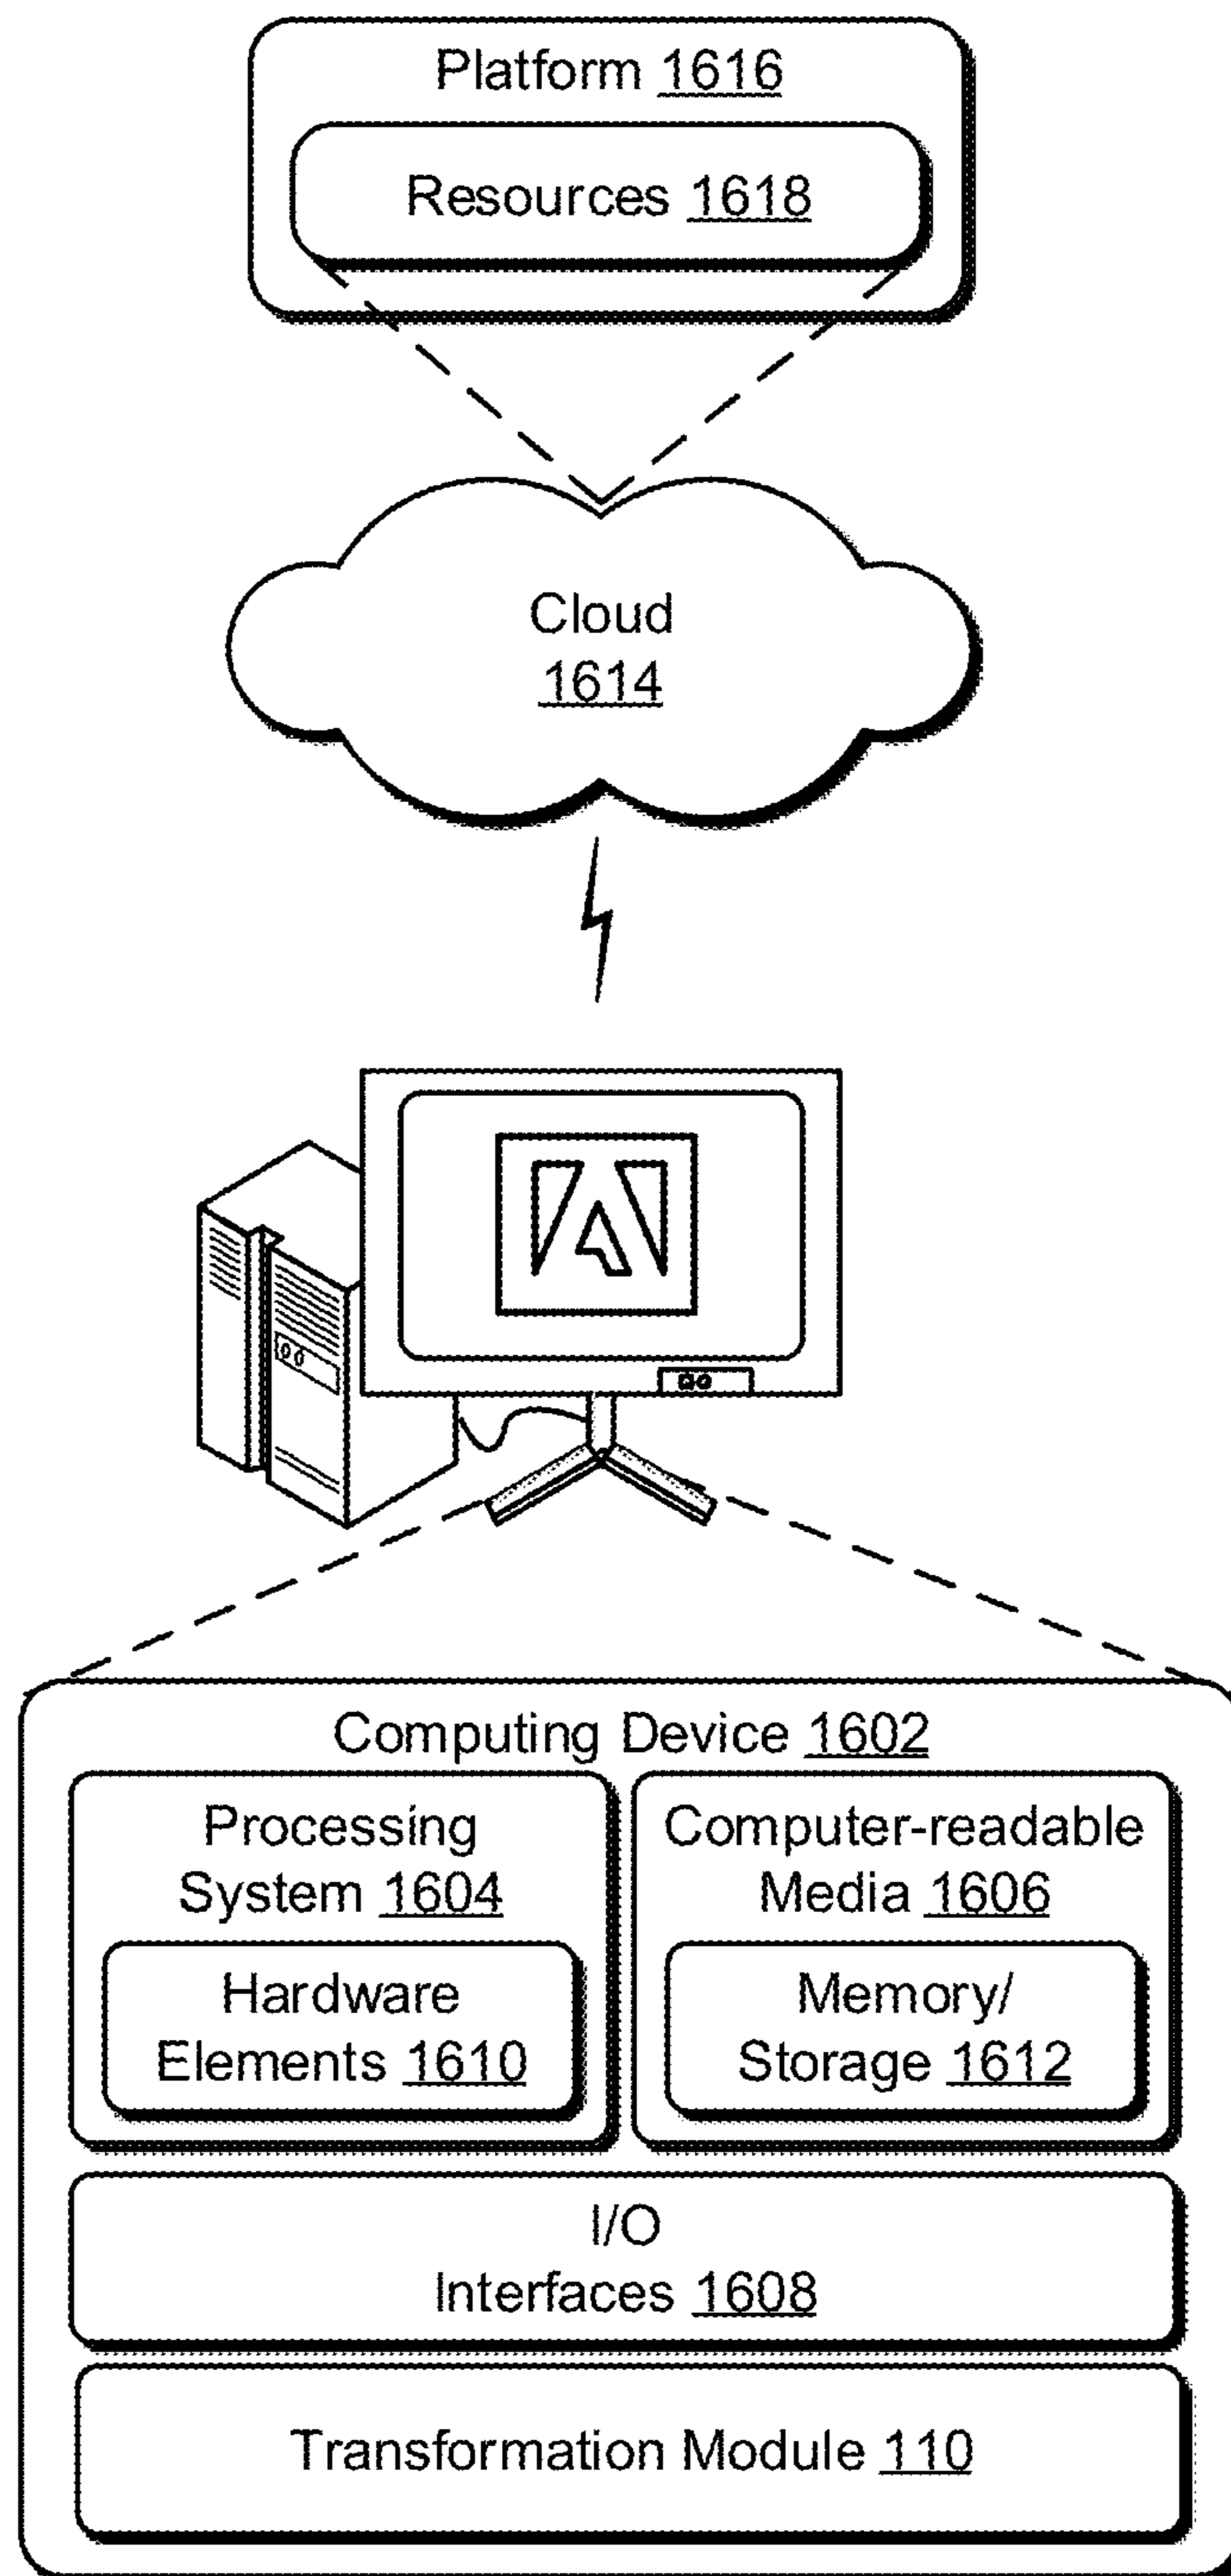 Platform 1616
Resources 1618
Cloud
1614
Computing Device 1602
Processing
System 1604
Hardware
Elements 1610
Computer-readable
Media 1606
Memory/
Storage 1612
I/O
Interfaces 1608
Transformation Module 110